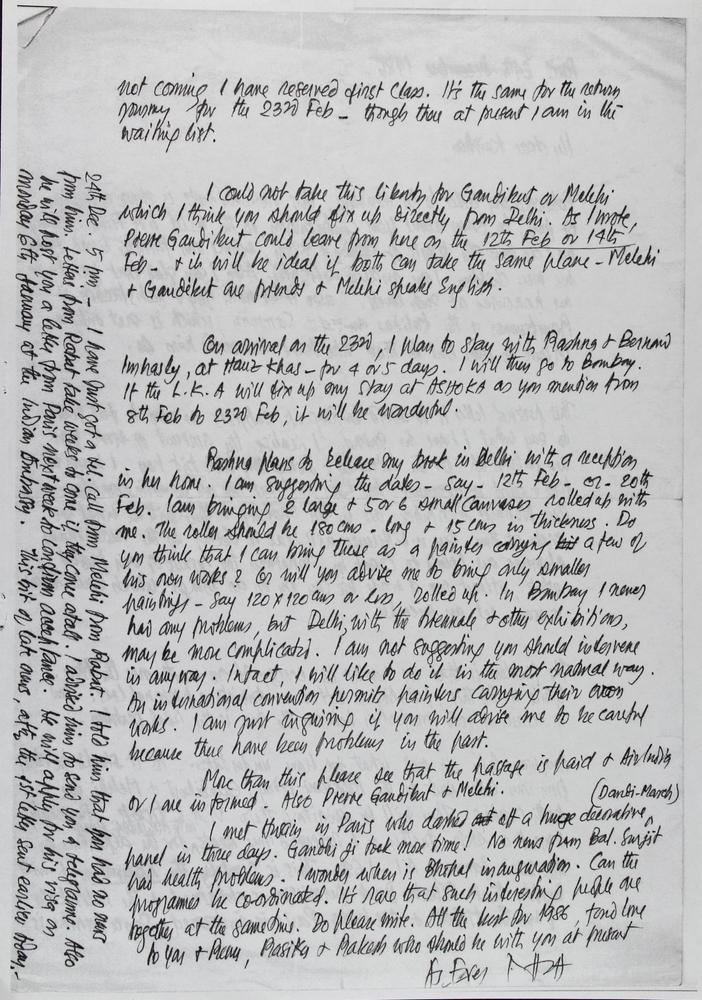 not coming I have reserved first class. It's the same for the return
journey for the 23rd Feb - though there at present I am in the
waiting list.
I could not take this liberty for Gaudibert or Melehi
which I think you should fix up directly from Delhi. As I wrote,
Pierre Gaudibert could leave from here on the 12th Feb or 14th
Feb - & it will be ideal if both can take the same plane - Melehi
& Gaudibert are friends & Melehi speaks English.
On arrival on the 23rd, I plan to stay with Rashna & Bernard
Imhasly, at Hauz Khas - for 4 or 5 days. I will then go to Bombay.
If the L.K.A will fix up my stay at ASHOKA as you mention from
8th Feb to 23rd Feb, it will be wonderful.
Rashna plans to release my book in Delhi with a reception
in her home. I am suggesting the dates - say - 12th Feb - or - 20th
Feb. I am bringing 2 large & 5 or 6 small canvases rolled up with
me. The roller should be 180 cms - long & 15 cms in thickness. Do
you think that I can bring these as a painter carrying a few of
his own works? Or will you advise me to bring only smaller
paintings - say 120 x 120 cms or less, rolled up. In Bombay I never
had any problems, but Delhi, with the Biennale & other exhibitions,
may be more complicated. I am not suggesting you should intervene
in anyway. Infact, I will like to do it in the most normal way.
An international convention permits painters carrying their own
works. I am just inquiring if you will advise me to be careful
because there have been problems in the past.
More than this please see that the passage is paid & Air India
or I are informed. Also Pierre Gaudibert & Melehi.
(Dandi-March)
I met Husain in Paris who dashed off a huge decorative
panel in three days. Gandhi ji took more time! No news from Bal. Surjit
had health problems. I wonder when is Bhopal inauguration. Can the
programmes be co-ordinated. It's rare that such interesting people are
together at the same time. Do please write. All the best for 1986, fond love
to you & Renu, Rasika & Prakash who should be with you at present
As Ever RAZA
24th Dec. 5 pm - I have just got a tel. call from Melehi from Rabat. I told him that you had no news
from him. Letters from Rabat take weeks to come if they come at all. I advised him to send you a telegramme. Also
he will post you a letter from Paris next week to confirm acceptance. He will apply for his visa on
Monday 6th January at the Indian Embassy. This bit of late news, after the 1st letter sent earlier today.-